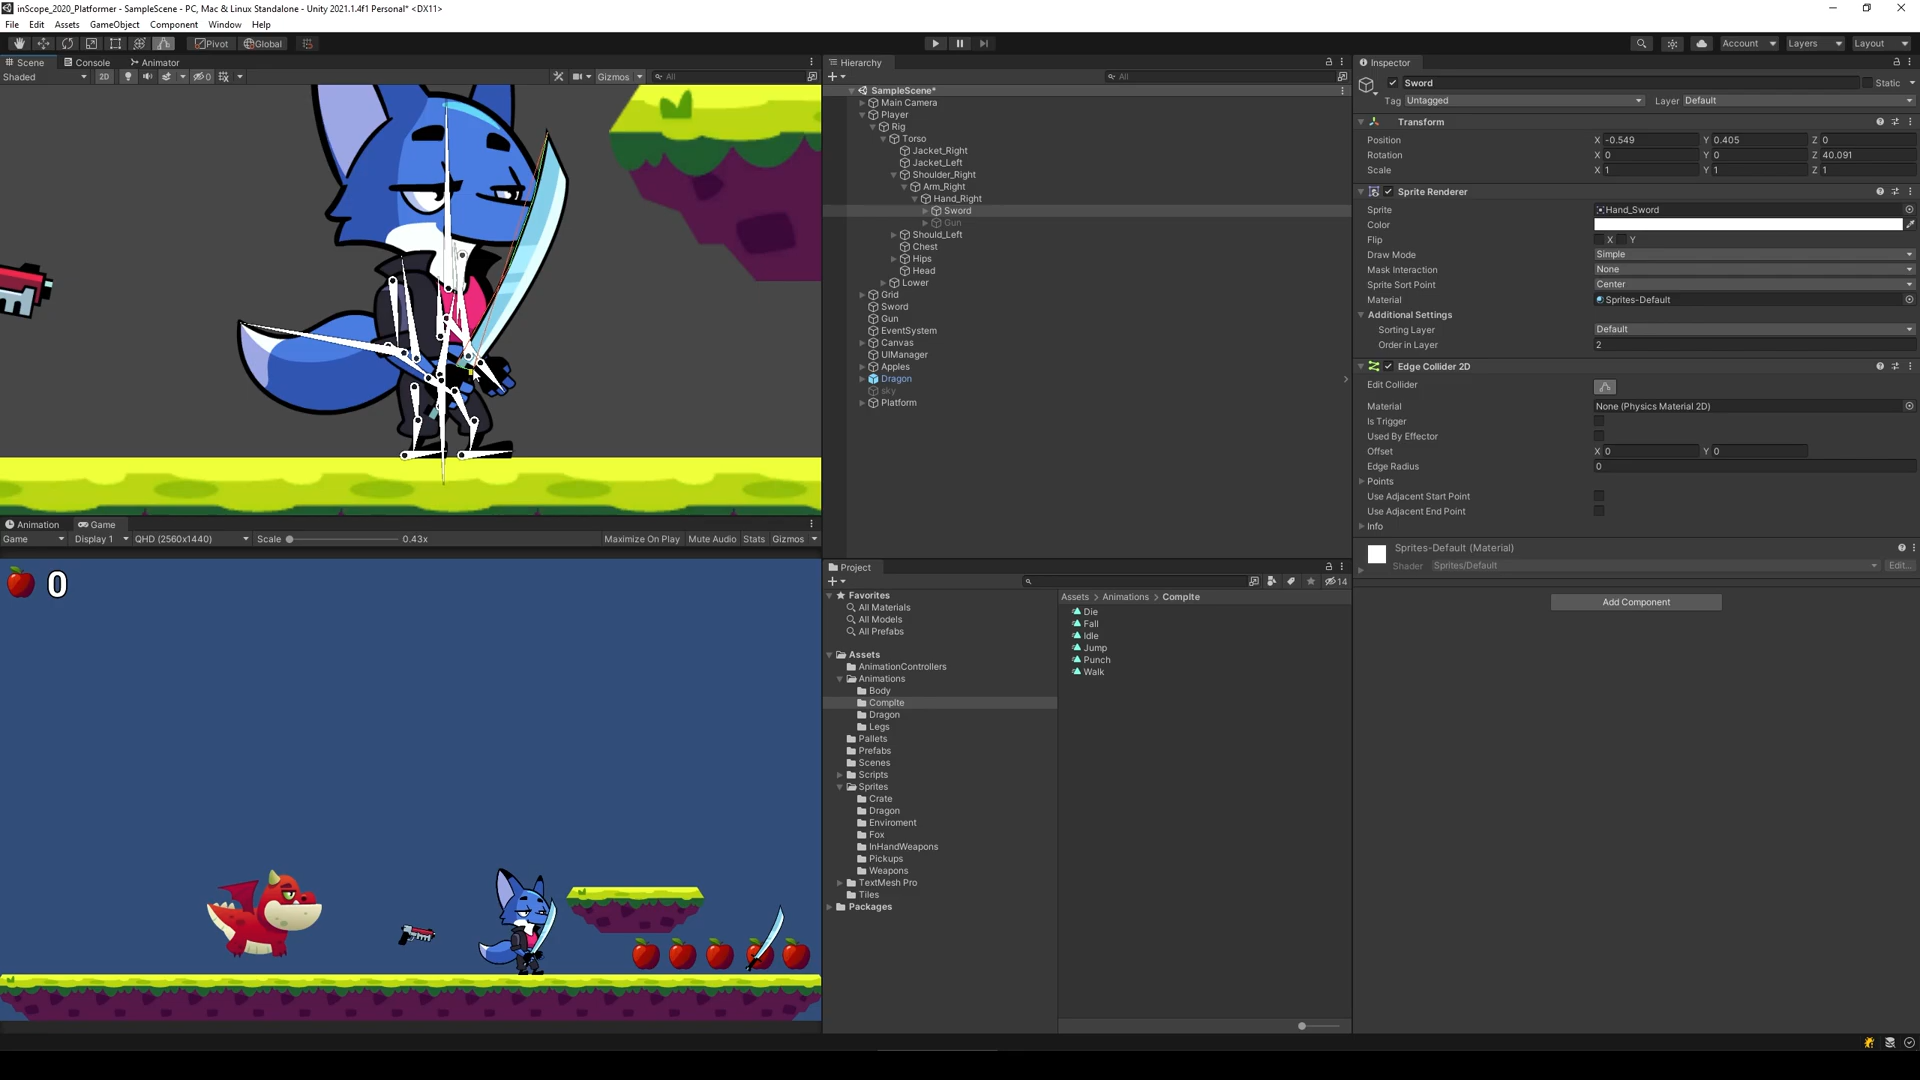 inScope_2020_Platformer - SampleScene - PC, Mac & Linux Standalone - Unity 2021.1.4f1 Personal* <DX11>
File Edit Assets GameObject Component Window Help
Pivot Global
Account Layers Layout
Scene Console Animator
Shaded 2D 0 Gizmos All
Hierarchy
All
SampleScene*
Main Camera
Player
Rig
Torso
Jacket_Right
Jacket_Left
Shoulder_Right
Arm_Right
Hand_Right
Sword
Gun
Should_Left
Chest
Hips
Head
Lower
Grid
Sword
Gun
EventSystem
Canvas
UIManager
Apples
Dragon
sky
Platform
Inspector
Sword Static
Tag Untagged Layer Default
Transform
Position X -0.549 Y 0.405 Z 0
Rotation X 0 Y 0 Z 40.091
Scale X 1 Y 1 Z 1
Sprite Renderer
Sprite Hand_Sword
Color
Flip X Y
Draw Mode Simple
Mask Interaction None
Sprite Sort Point Center
Material Sprites-Default
Additional Settings
Sorting Layer Default
Order in Layer 2
Edge Collider 2D
Edit Collider
Material None (Physics Material 2D)
Is Trigger
Used By Effector
Offset X 0 Y 0
Edge Radius 0
Points
Use Adjacent Start Point
Use Adjacent End Point
Info
Sprites-Default (Material)
Shader Sprites/Default Edit...
Add Component
Animation Game
Game Display 1 QHD (2560x1440) Scale 0.43x Maximize On Play Mute Audio Stats Gizmos
0
Project
14
Favorites
All Materials
All Models
All Prefabs
Assets
AnimationControllers
Animations
Body
Complte
Dragon
Legs
Pallets
Prefabs
Scenes
Scripts
Sprites
Crate
Dragon
Enviroment
Fox
InHandWeapons
Pickups
Weapons
TextMesh Pro
Tiles
Packages
Assets > Animations > Complte
Die
Fall
Idle
Jump
Punch
Walk